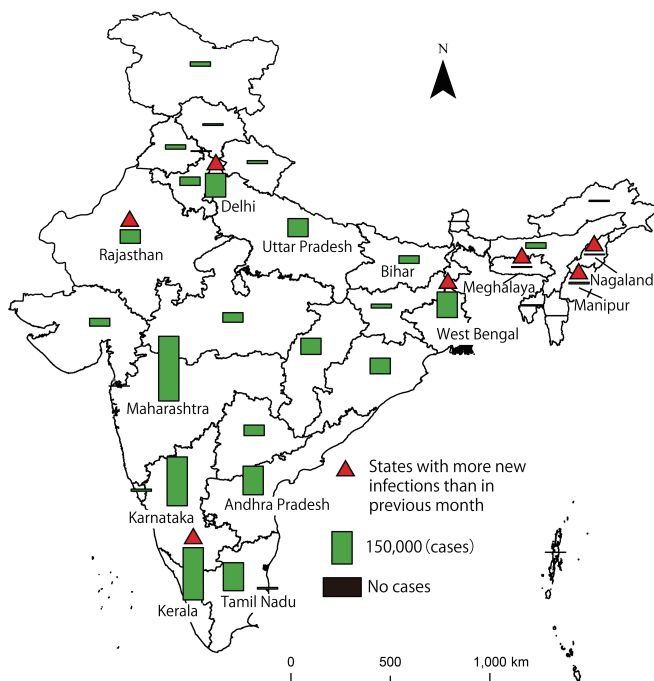 N
Delhi
Rajasthan
Uttar Pradesh
Bihar
Meghalaya
Nagaland
Manipur
West Bengal
Maharashtra
States with more new
infections than in
previous month
Andhra Pradesh
Karnataka
150,000 (cases)
No cases
Kerala
Tamil Nadu
0 500 1,000 km